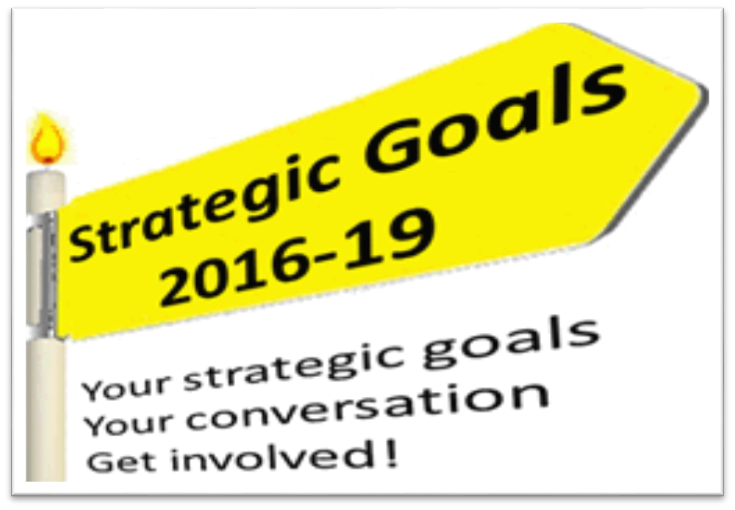 Strategic Goals
2016-19
Your strategic goals
Your conversation
Get involved!